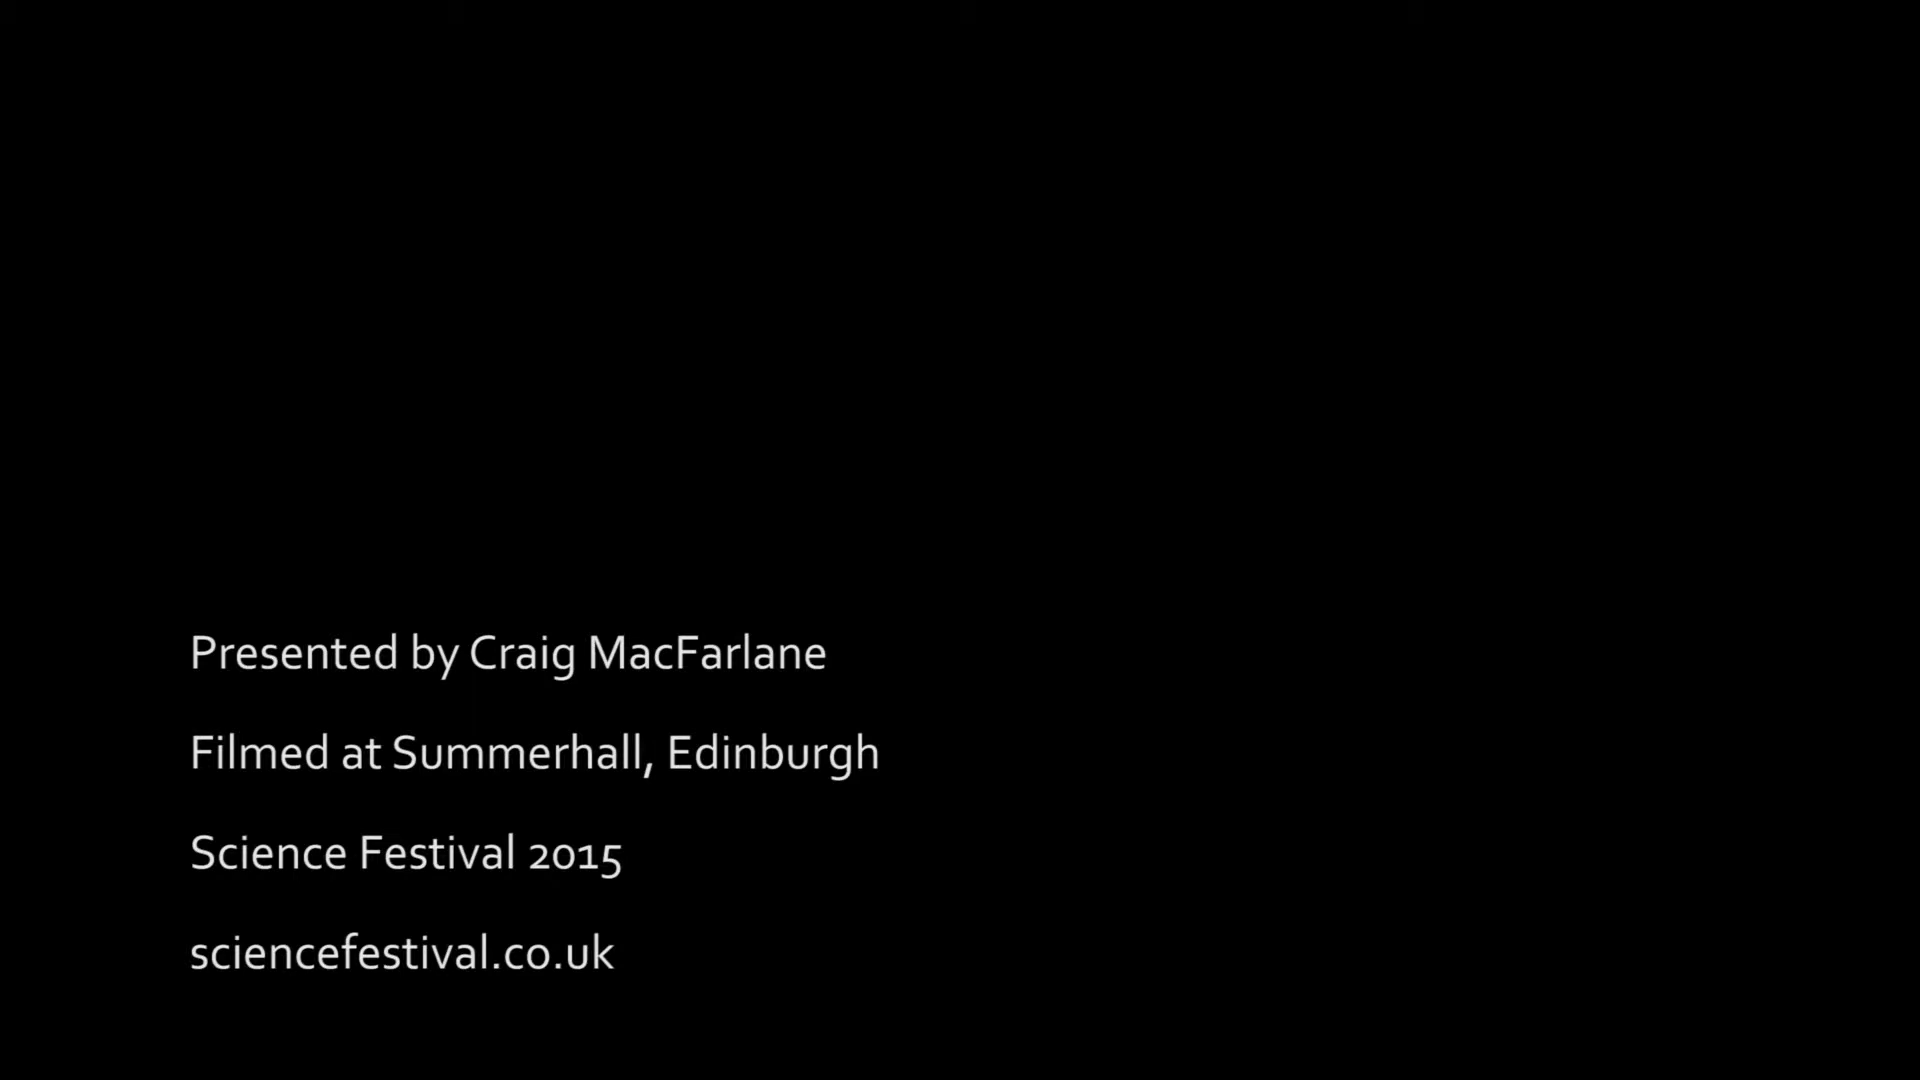 Presented by Craig MacFarlane
Filmed at Summerhall, Edinburgh
Science Festival 2015
sciencefestival.co.uk